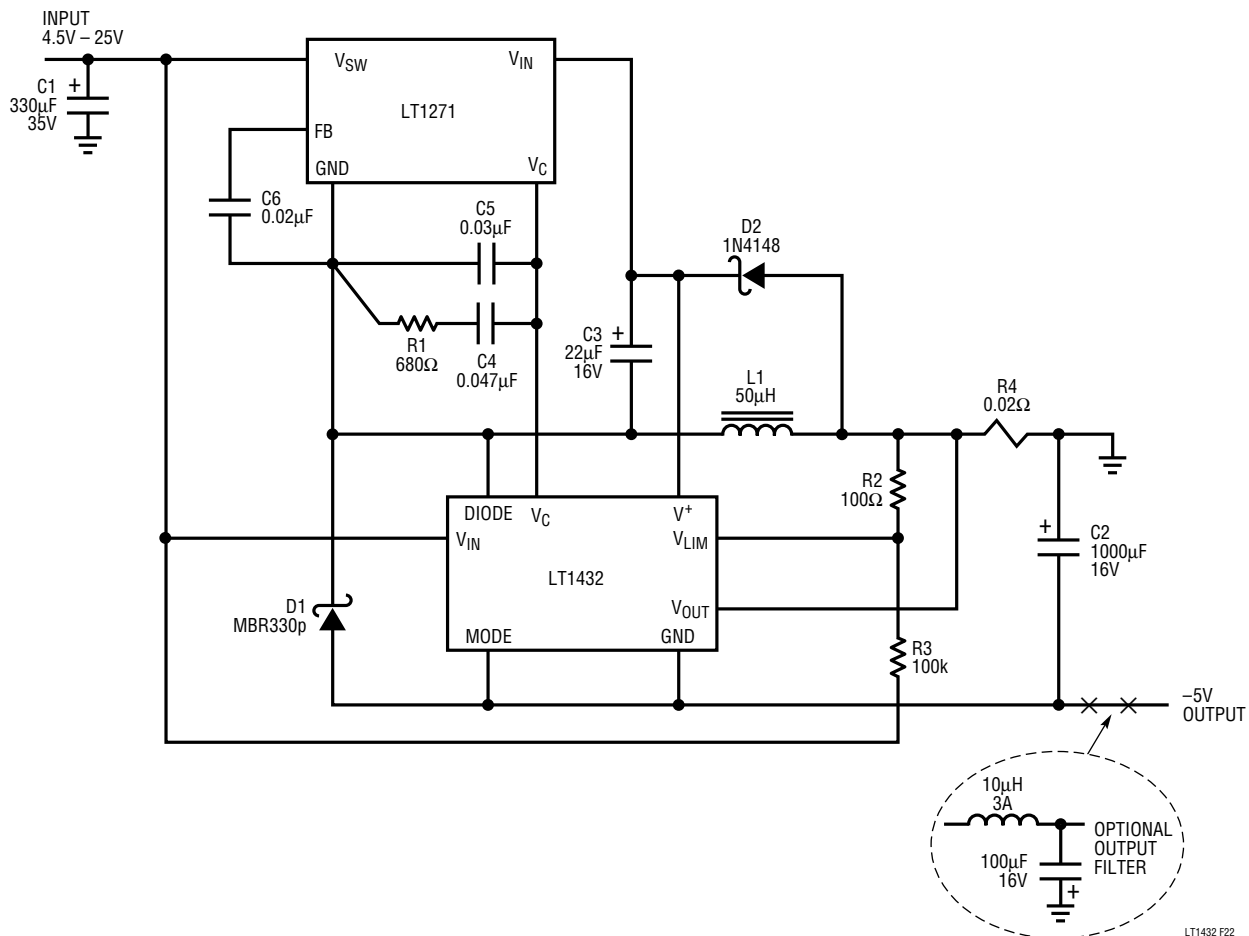 INPUT
4.5V – 25V
C1
330µF
35V
+
VSW
VIN
LT1271
FB
GND
VC
C6
0.02µF
C5
0.03µF
R1
680Ω
C4
0.047µF
D2
1N4148
C3
22µF
16V
+
L1
50µH
R4
0.02Ω
R2
100Ω
DIODE
VC
V+
VIN
VLIM
LT1432
VOUT
MODE
GND
D1
MBR330p
+
C2
1000µF
16V
R3
100k
–5V
OUTPUT
10µH
3A
OPTIONAL
OUTPUT
FILTER
100µF
16V
+
LT1432 F22